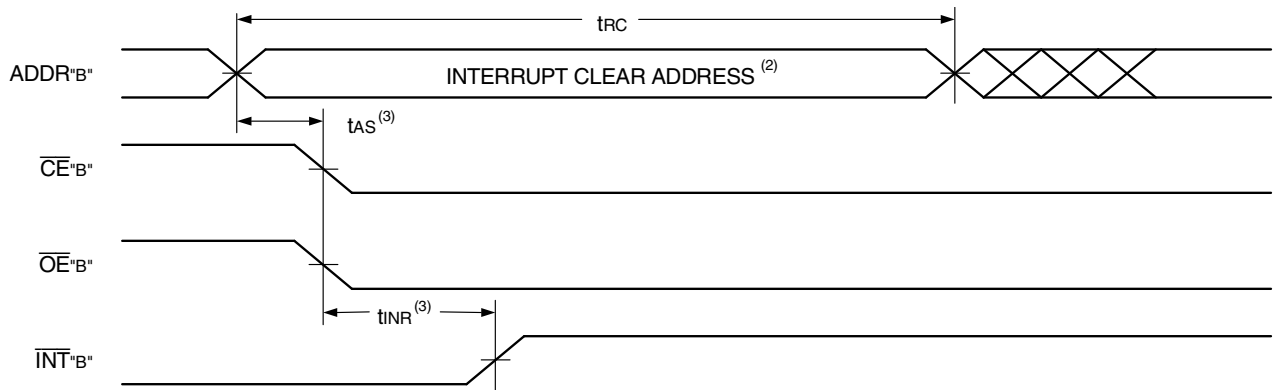 tRC
ADDR"B"
INTERRUPT CLEAR ADDRESS (2)
tAS (3)
CE"B"
OE"B"
tINR (3)
INT"B"